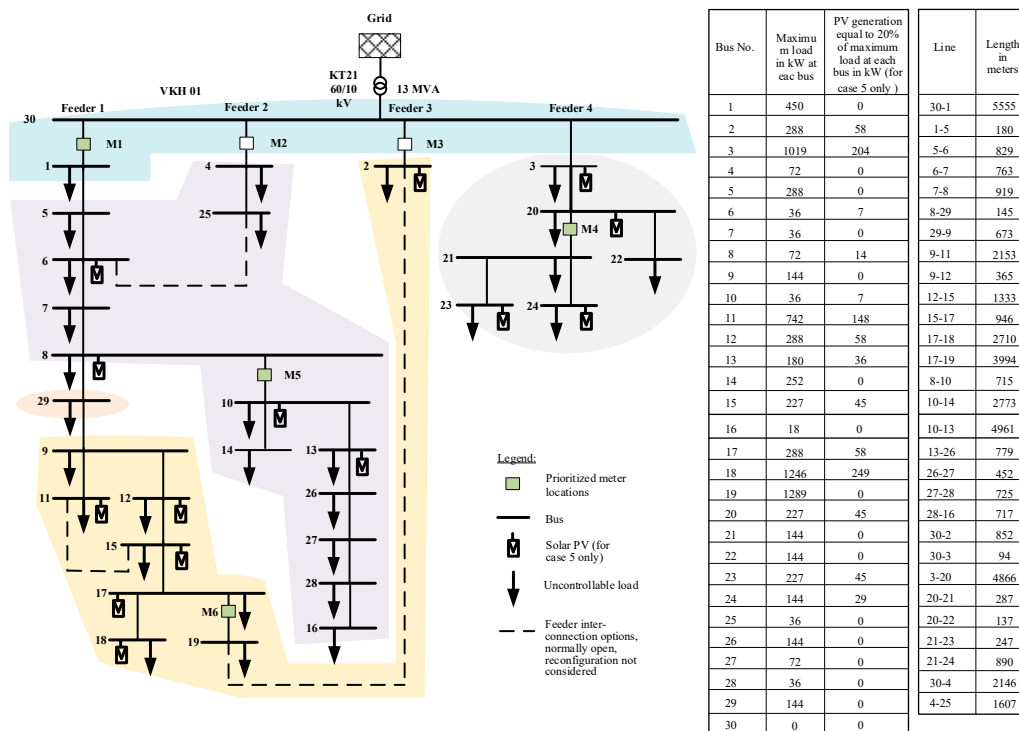 Grid
KT21
60/10
kV
13 MVA
VKH 01
Feeder 1
Feeder 2
Feeder 3
Feeder 4
30
M1
M2
M3
1
4
2
3
5
25
20
M4
6
21
22
7
23
24
8
M5
29
10
9
14
13
11
12
26
15
27
17
28
M6
18
19
16
Legend:
Prioritized meter
locations
Bus
Solar PV (for
case 5 only)
Uncontrollable load
Feeder inter-
connection options,
normally open,
reconfiguration not
considered
Bus No.
Maximu
m load
in kW at
eac bus
PV generation
equal to 20%
of maximum
load at each
bus in kW (for
case 5 only )
1 450 0
2 288 58
3 1019 204
4 72 0
5 288 0
6 36 7
7 36 0
8 72 14
9 144 0
10 36 7
11 742 148
12 288 58
13 180 36
14 252 0
15 227 45
16 18 0
17 288 58
18 1246 249
19 1289 0
20 227 45
21 144 0
22 144 0
23 227 45
24 144 29
25 36 0
26 144 0
27 72 0
28 36 0
29 144 0
30 0 0
Line
Length
in
meters
30-1 5555
1-5 180
5-6 829
6-7 763
7-8 919
8-29 145
29-9 673
9-11 2153
9-12 365
12-15 1333
15-17 946
17-18 2710
17-19 3994
8-10 715
10-14 2773
10-13 4961
13-26 779
26-27 452
27-28 725
28-16 717
30-2 852
30-3 94
3-20 4866
20-21 287
20-22 137
21-23 247
21-24 890
30-4 2146
4-25 1607